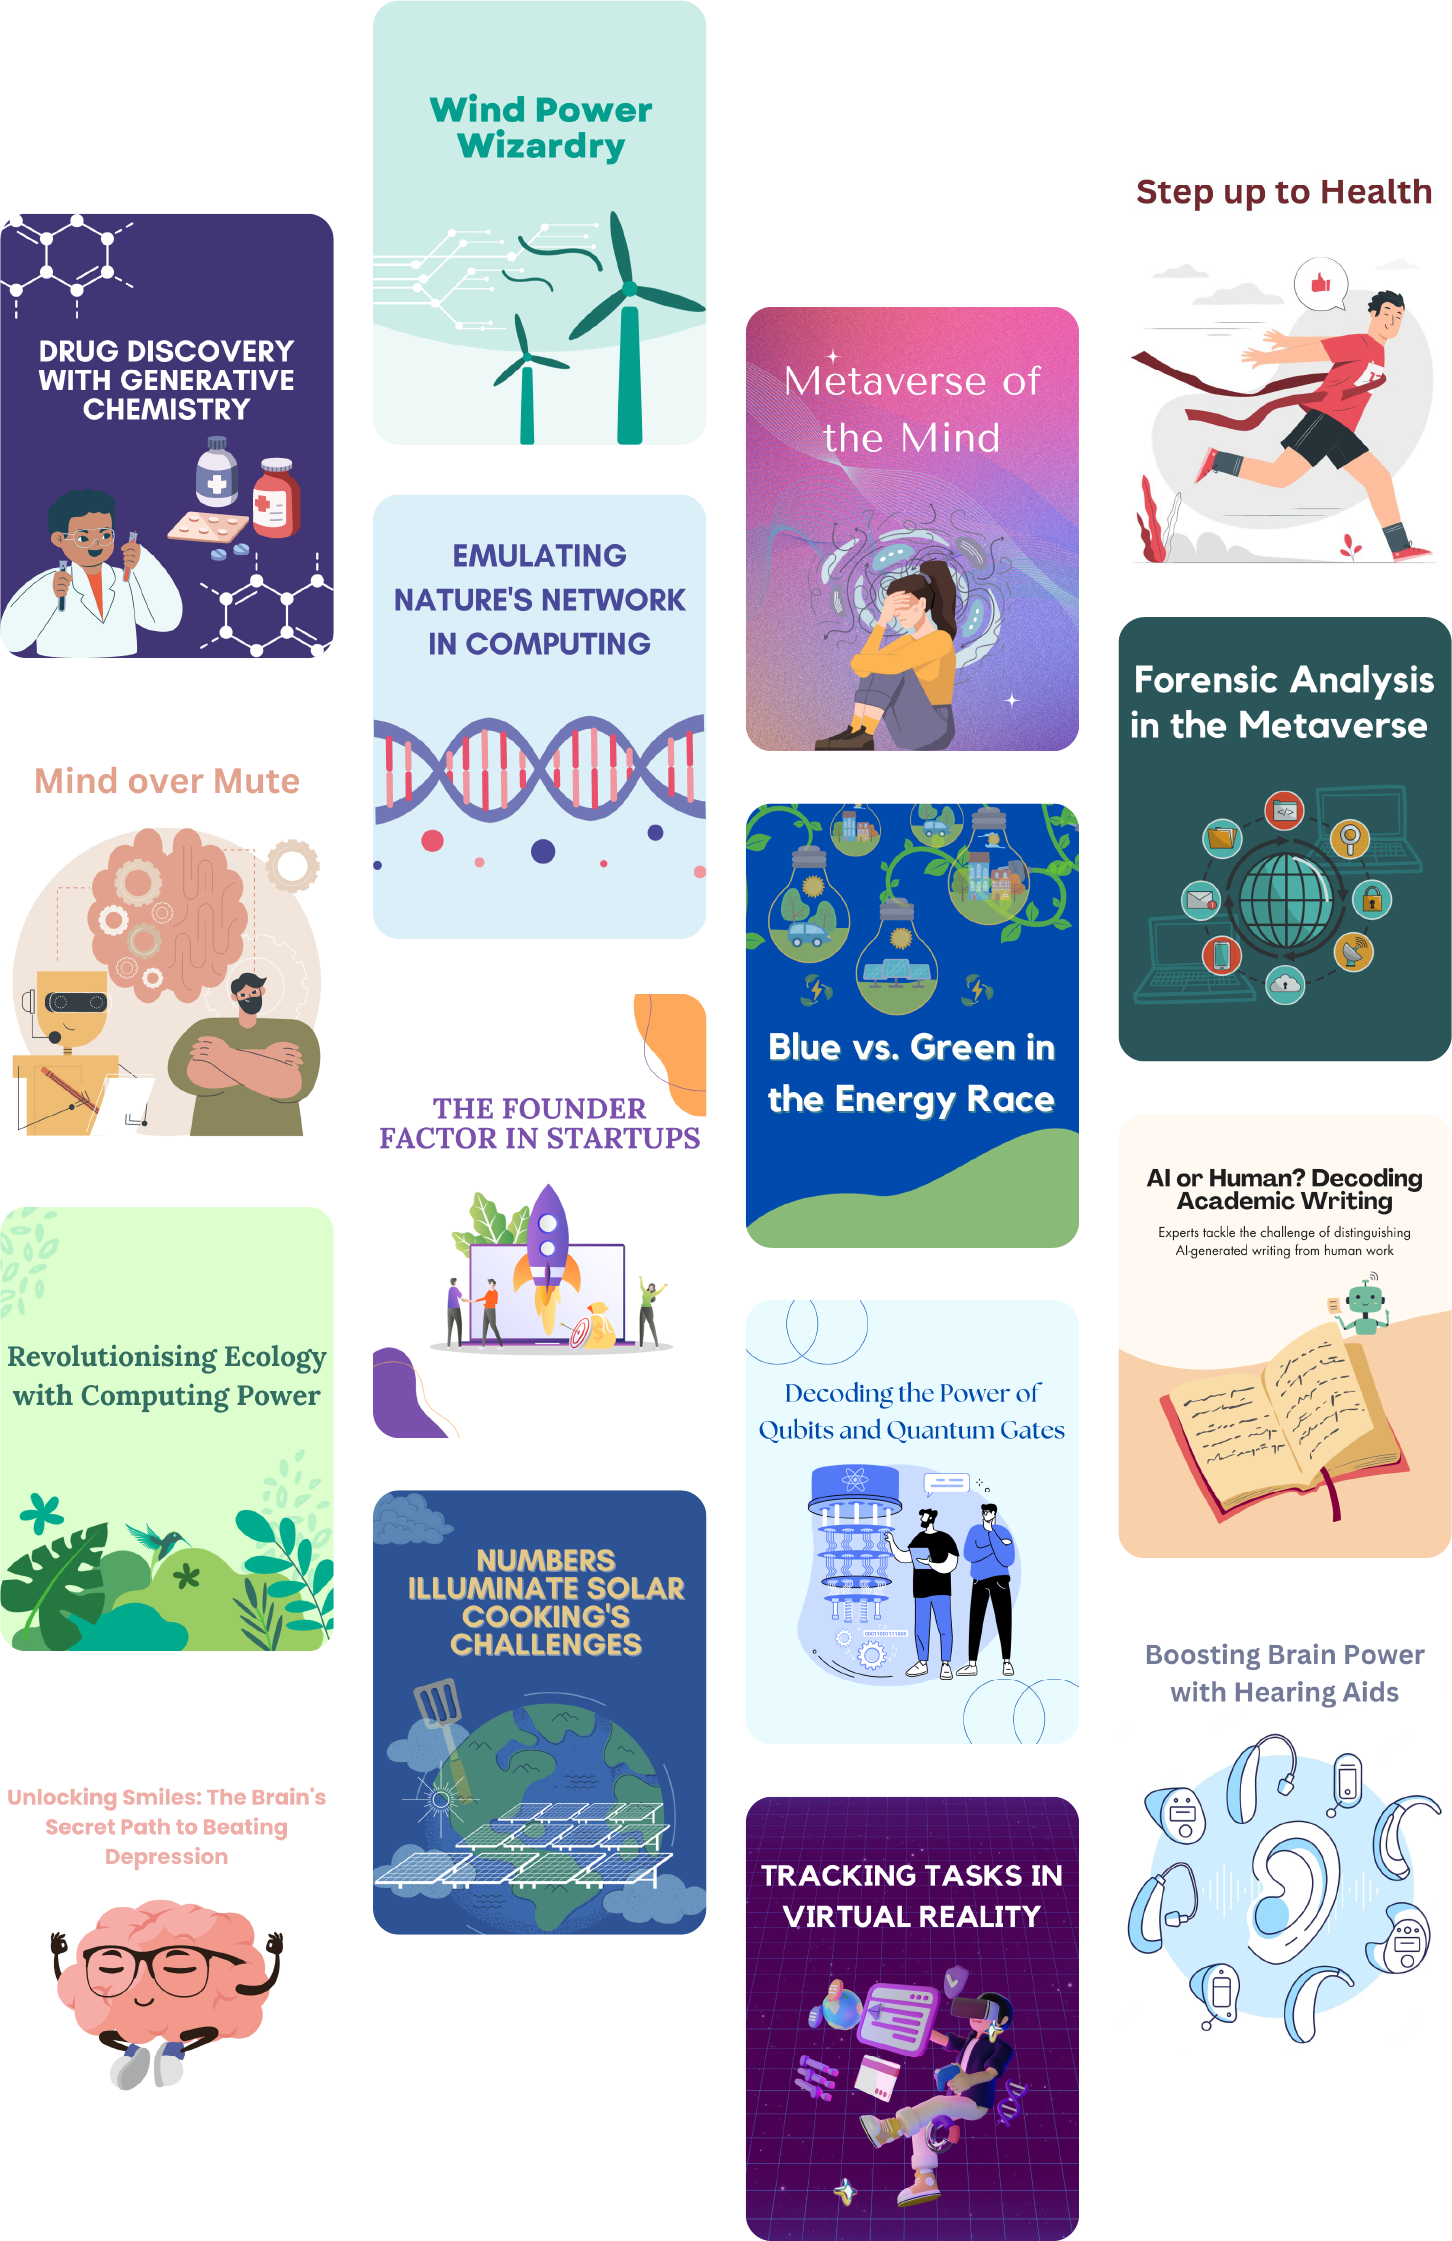 DRUG DISCOVERY
WITH GENERATIVE
CHEMISTRY
Mind over Mute
Revolutionising Ecology
with Computing Power
Unlocking Smiles: The Brain's
Secret Path to Beating
Depression
Wind Power
Wizardry
EMULATING
NATURE'S NETWORK
IN COMPUTING
THE FOUNDER
FACTOR IN STARTUPS
NUMBERS
ILLUMINATE SOLAR
COOKING'S
CHALLENGES
Metaverse of
the Mind
Blue vs. Green in
the Energy Race
Decoding the Power of
Qubits and Quantum Gates
TRACKING TASKS IN
VIRTUAL REALITY
Step up to Health
Forensic Analysis
in the Metaverse
AI or Human? Decoding
Academic Writing
Experts tackle the challenge of distinguishing
AI-generated writing from human work
Boosting Brain Power
with Hearing Aids